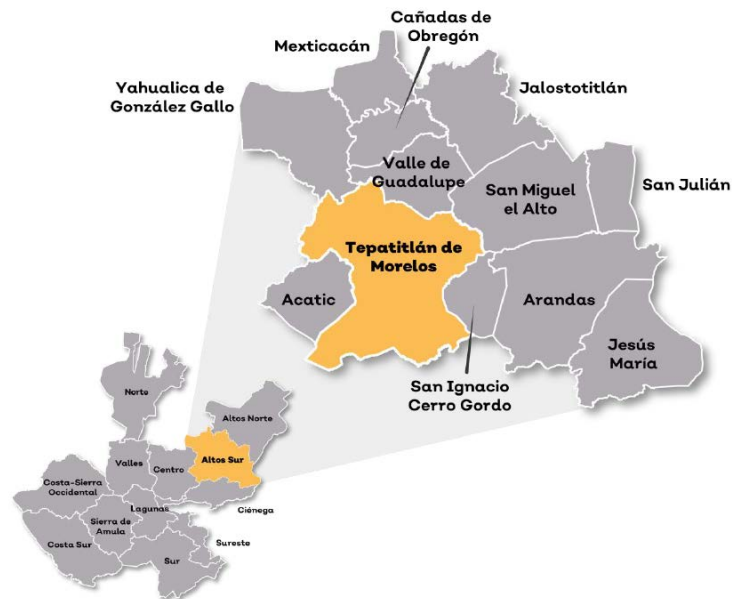 Cañadas de
Obregón
Mexticacán
Yahualica de
González Gallo
Jalostotitlán
Valle de
Guadalupe
San Miguel
el Alto
San Julián
Tepatitlán de
Morelos
Acatic
Arandas
Jesús
María
San Ignacio
Cerro Gordo
Norte
Altos Norte
Valles
Centro
Altos Sur
Costa-Sierra
Occidental
Lagunas
Ciénega
Sierra de
Amula
Costa Sur
Sureste
Sur